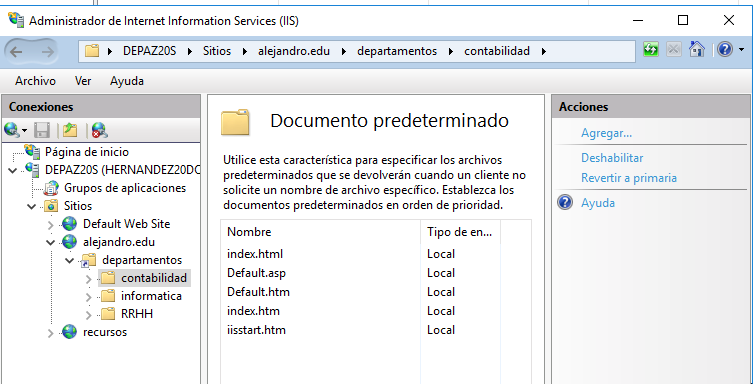 Administrador de Internet Information Services (IIS)
DEPAZ20S
Sitios
alejandro.edu
departamentos
contabilidad
Archivo Ver Ayuda
Conexiones
Página de inicio
DEPAZ20S (HERNANDEZ20DO
Grupos de aplicaciones
Sitios
Default Web Site
alejandro.edu
departamentos
contabilidad
informatica
RRHH
recursos
Documento predeterminado
Utilice esta característica para especificar los archivos
predeterminados que se devolverán cuando un cliente no
solicite un nombre de archivo específico. Establezca los
documentos predeterminados en orden de prioridad.
Nombre Tipo de en...
index.html Local
Default.asp Local
Default.htm Local
index.htm Local
iisstart.htm Local
Acciones
Agregar...
Deshabilitar
Revertir a primaria
Ayuda